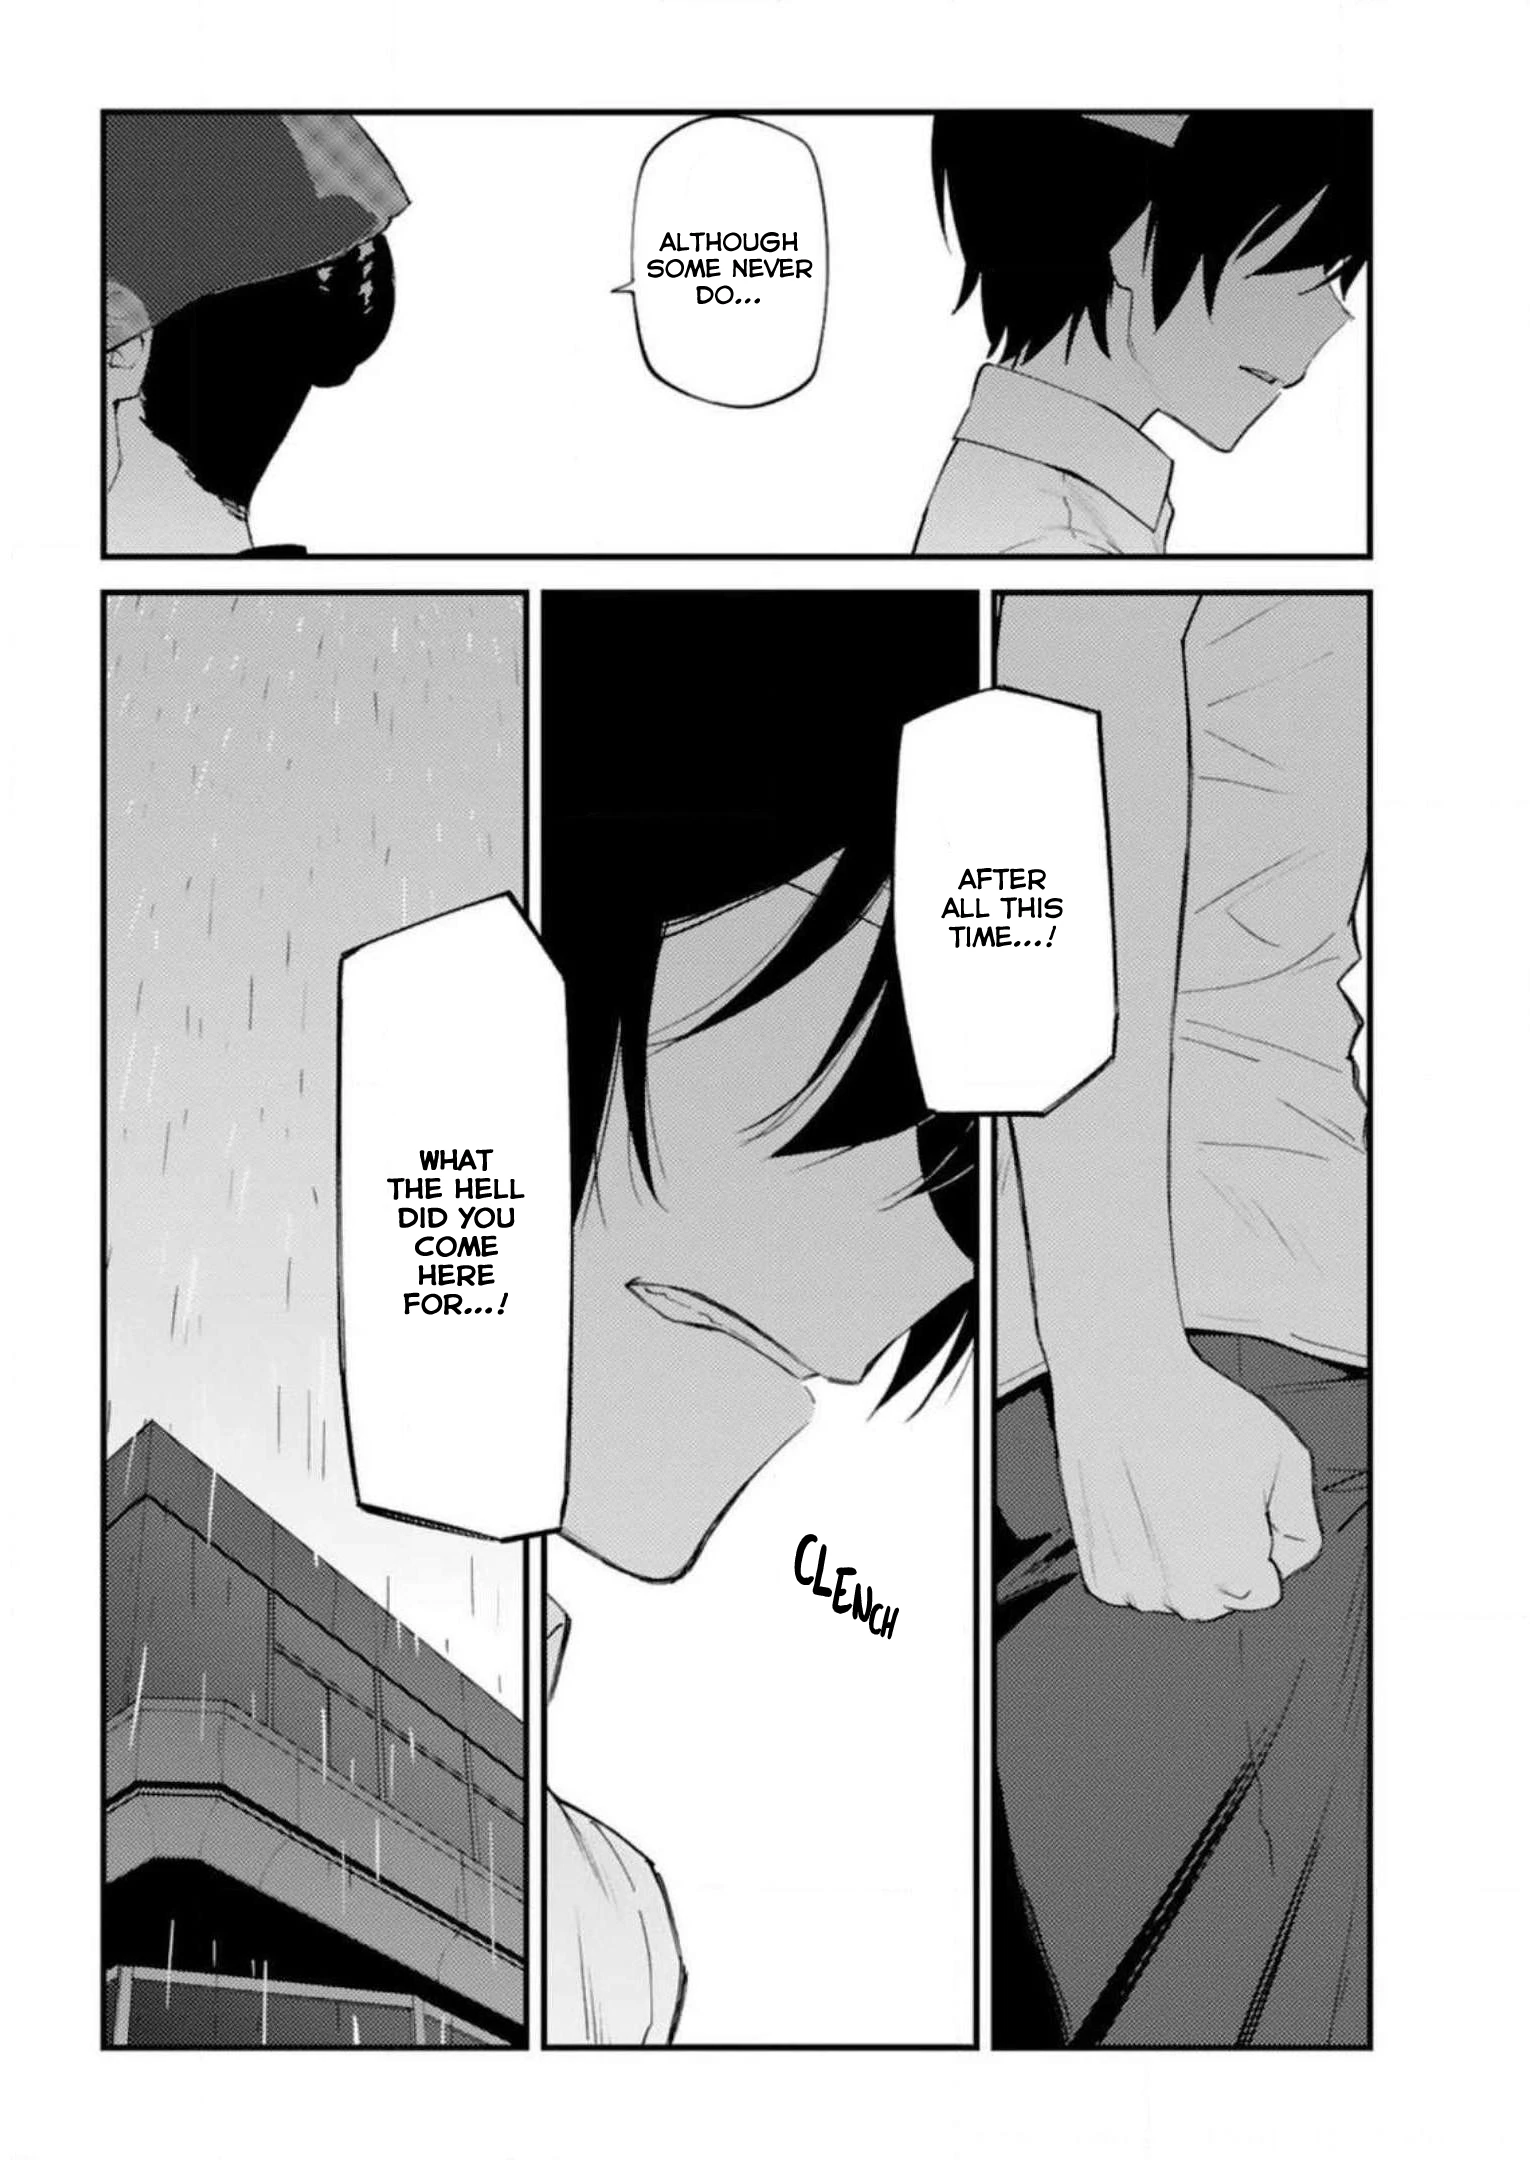 ALTHOUGH
SOME NEVER
DO...
AFTER
ALL THIS
TIME...!
CLENCH
WHAT
THE HELL
DID YOU
COME
HERE
FOR...!